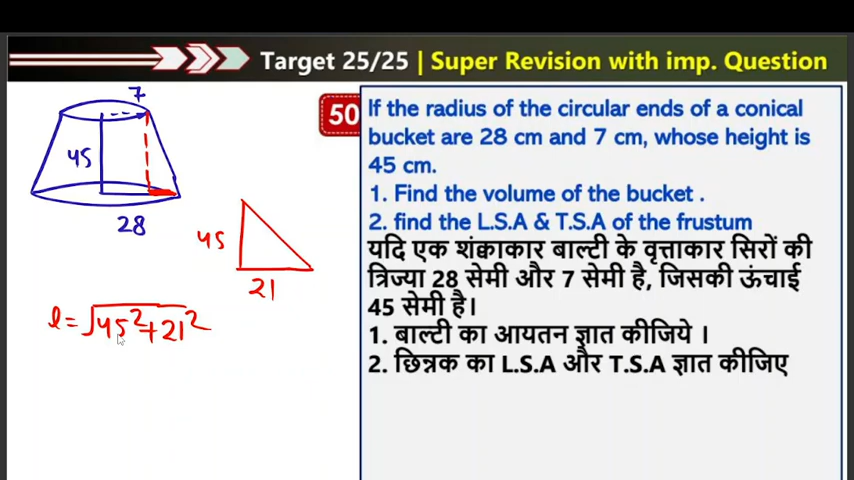 Target 25/25 | Super Revision with imp. Question
7
45
28
45
21
l = √45²+21²
50
If the radius of the circular ends of a conical
bucket are 28 cm and 7 cm, whose height is
45 cm.
1. Find the volume of the bucket .
2. find the L.S.A & T.S.A of the frustum
यदि एक शंक्वाकार बाल्टी के वृत्ताकार सिरों की
त्रिज्या 28 सेमी और 7 सेमी है, जिसकी ऊंचाई
45 सेमी है।
1. बाल्टी का आयतन ज्ञात कीजिये ।
2. छिन्नक का L.S.A और T.S.A ज्ञात कीजिए